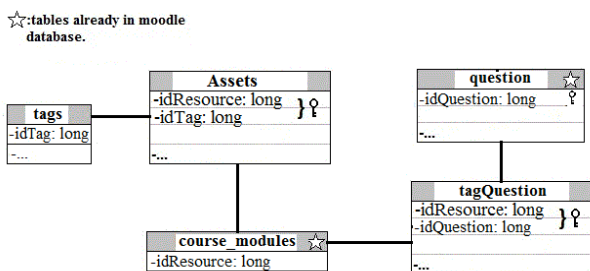 ☆:tables already in moodle
database.
Assets
-idResource: long
-idTag: long
-...
question
-idQuestion: long
-...
tags
-idTag: long
-...
tagQuestion
-idResource: long
-idQuestion: long
-...
course_modules
-idResource: long